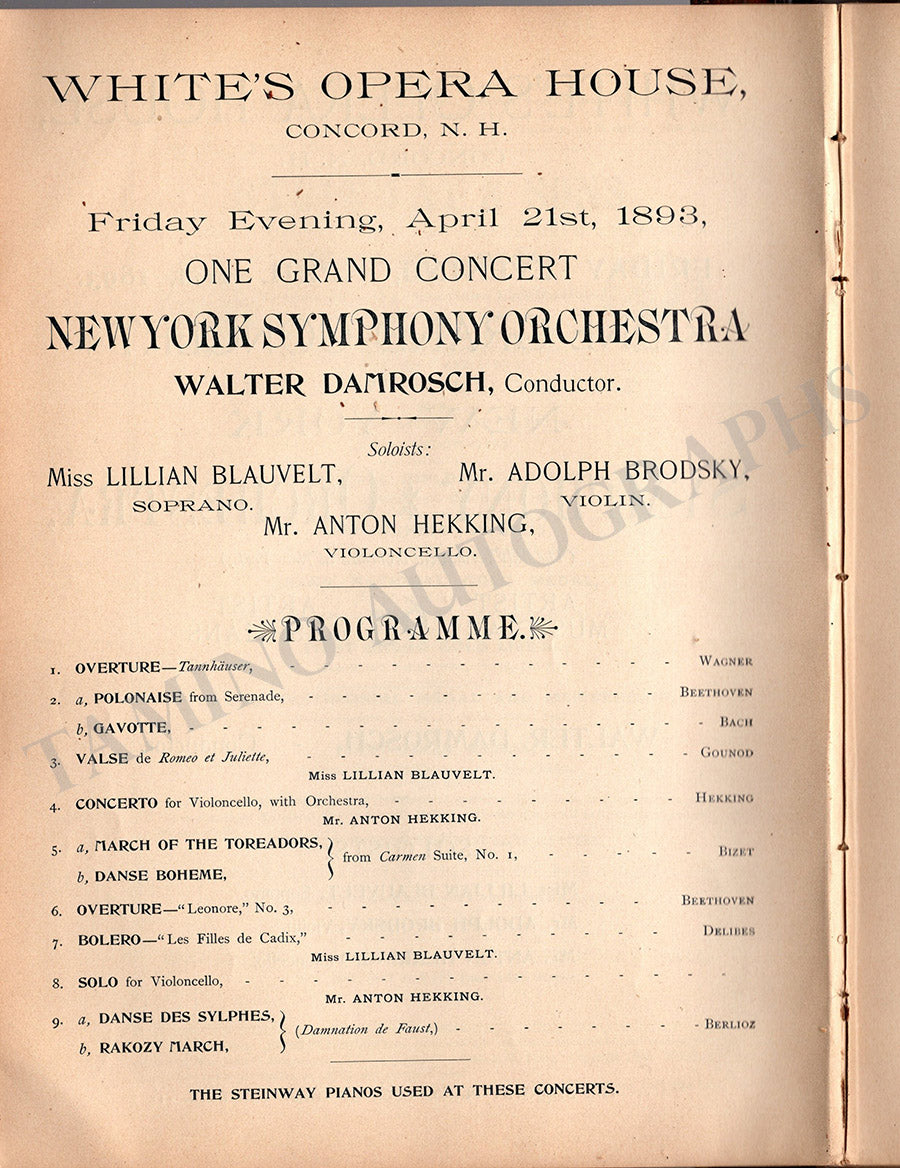 WHITE'S OPERA HOUSE,
CONCORD, N. H.
Friday Evening, April 21st, 1893,
ONE GRAND CONCERT
NEW YORK SYMPHONY ORCHESTRA
WALTER DAMROSCH, Conductor.
Soloists:
Miss LILLIAN BLAUVELT, Mr. ADOLPH BRODSKY,
SOPRANO. VIOLIN.
Mr. ANTON HEKKING,
VIOLONCELLO.
PROGRAMME.
1. OVERTURE—Tannhäuser, - - - - - - - - - - - - - WAGNER
2. a, POLONAISE from Serenade, - - - - - - - - - - - - BEETHOVEN
b, GAVOTTE, - - - - - - - - - - - - - - - - BACH
3. VALSE de Romeo et Juliette, - - - - - - - - - - - - - GOUNOD
Miss LILLIAN BLAUVELT.
4. CONCERTO for Violoncello, with Orchestra, - - - - - - - - - HEKKING
Mr. ANTON HEKKING.
5. a, MARCH OF THE TOREADORS,
b, DANSE BOHEME, } from Carmen Suite, No. 1, - - - - - - BIZET
6. OVERTURE—"Leonore," No. 3, - - - - - - - - - - - BEETHOVEN
7. BOLERO—"Les Filles de Cadix," - - - - - - - - - - - DELIBES
Miss LILLIAN BLAUVELT.
8. SOLO for Violoncello, - - - - - - - - - - - - - -
Mr. ANTON HEKKING.
9. a, DANSE DES SYLPHES,
b, RAKOZY MARCH, } (Damnation de Faust,) - - - - - - - - BERLIOZ
THE STEINWAY PIANOS USED AT THESE CONCERTS.
TAMINO AUTOGRAPHS